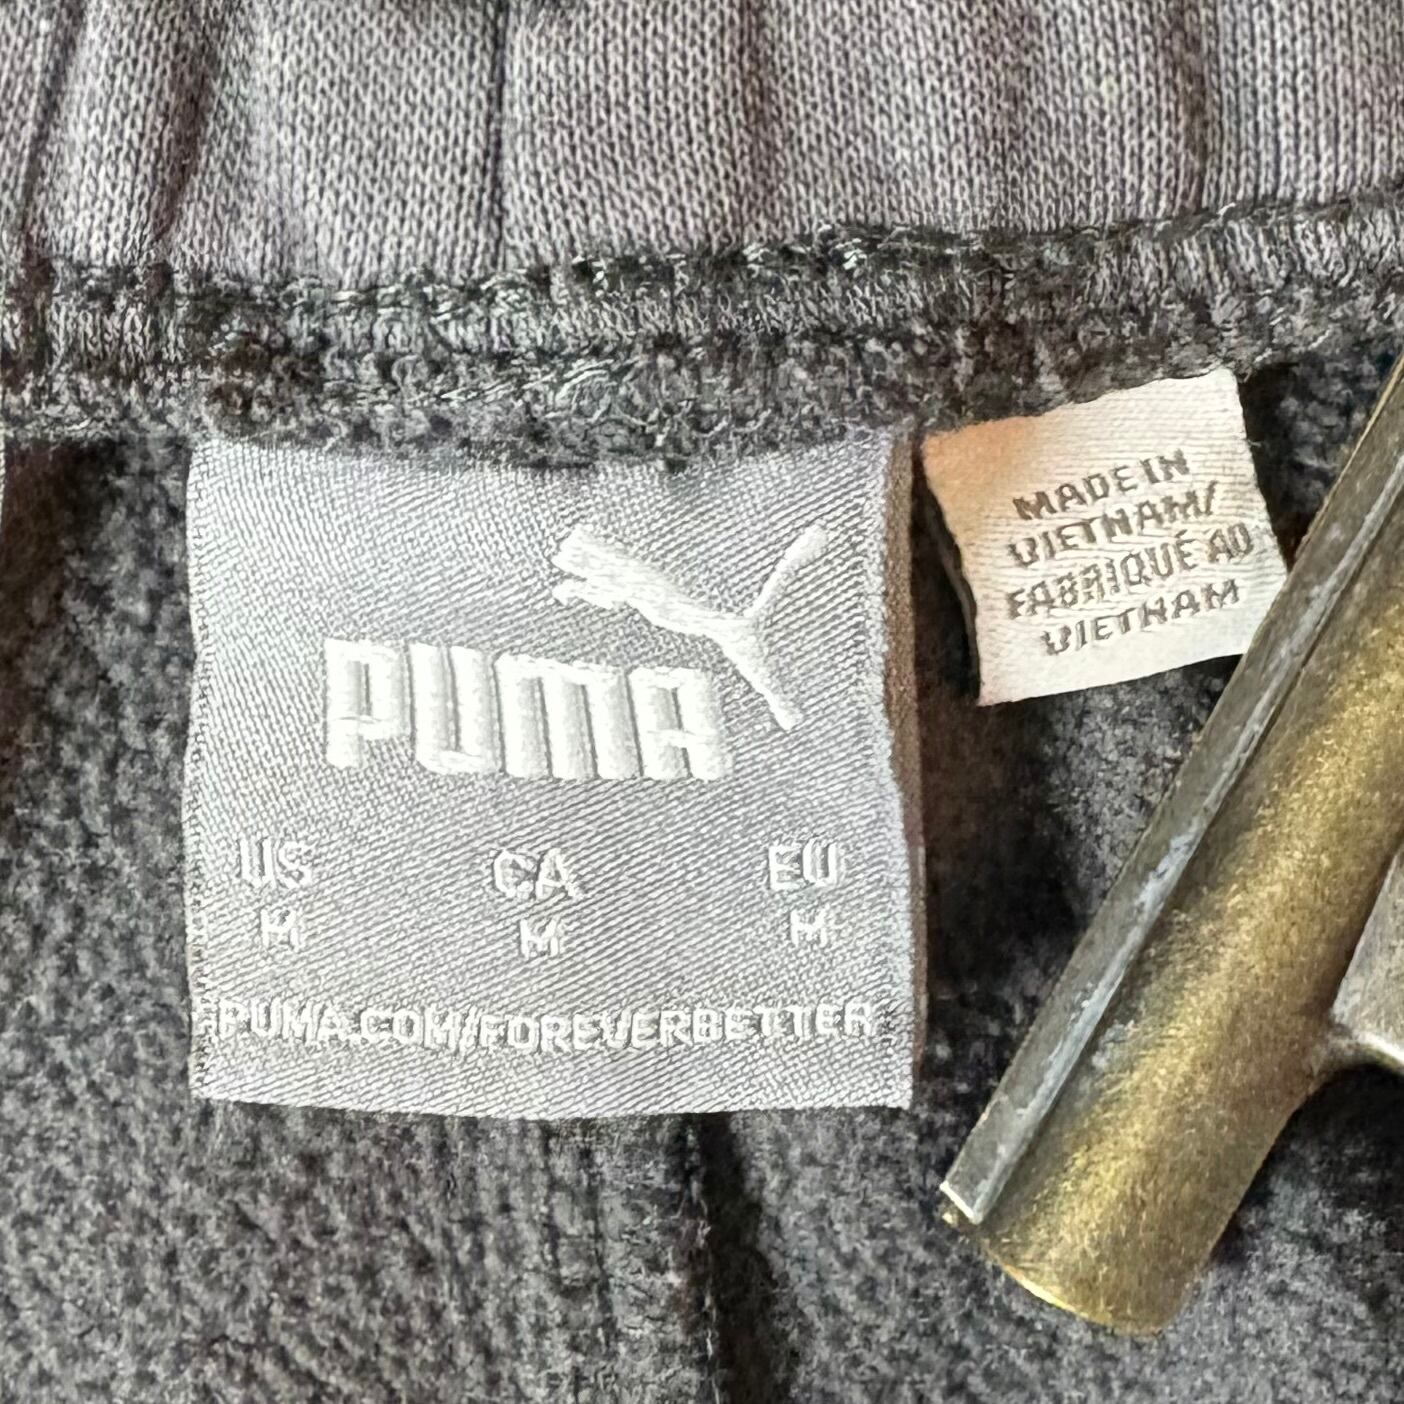 PUMA
US CA EU
M M M
PUMA.COM/FOREVERBETTER
MADE IN
VIETNAM/
FABRIQUÉ AU
VIETNAM